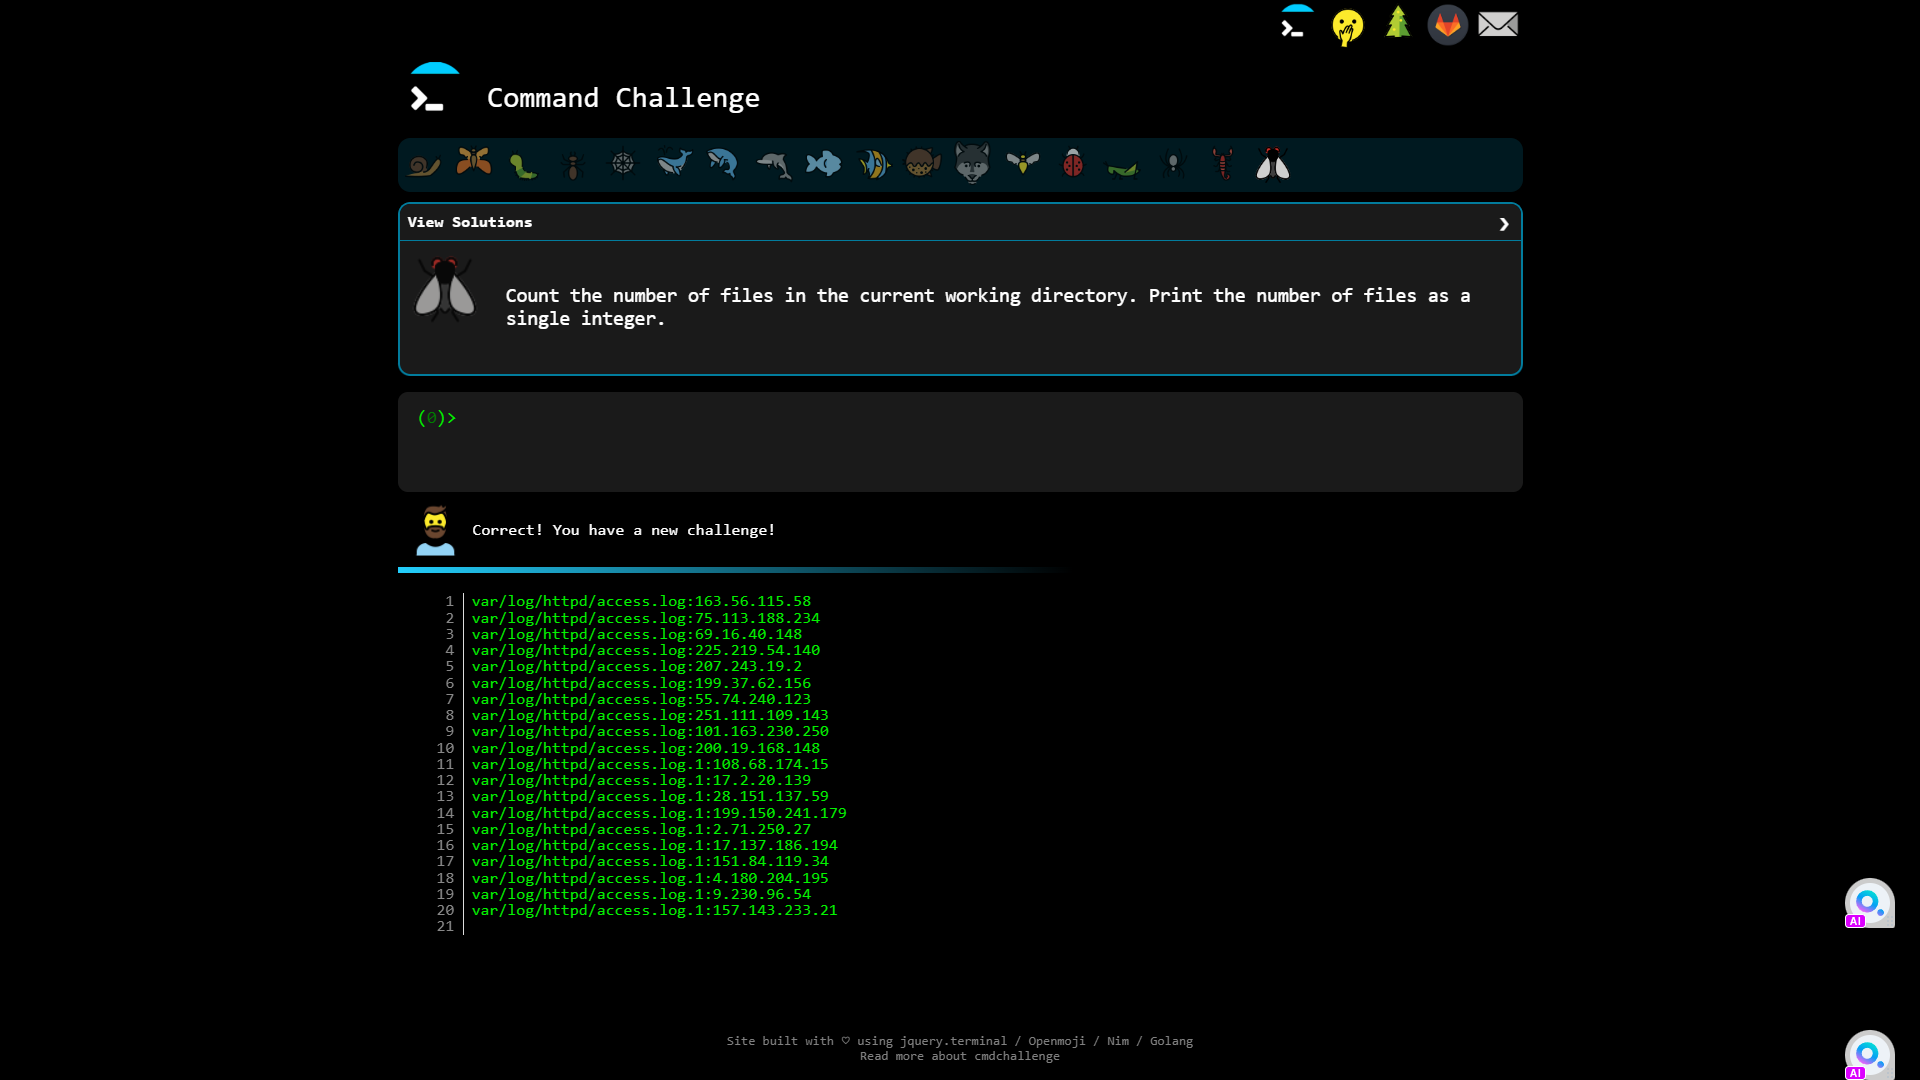 Command Challenge
View Solutions ❯
Count the number of files in the current working directory. Print the number of files as a
single integer.
(0)>
Correct! You have a new challenge!
1 var/log/httpd/access.log:163.56.115.58
2 var/log/httpd/access.log:75.113.188.234
3 var/log/httpd/access.log:69.16.40.148
4 var/log/httpd/access.log:225.219.54.140
5 var/log/httpd/access.log:207.243.19.2
6 var/log/httpd/access.log:199.37.62.156
7 var/log/httpd/access.log:55.74.240.123
8 var/log/httpd/access.log:251.111.109.143
9 var/log/httpd/access.log:101.163.230.250
10 var/log/httpd/access.log:200.19.168.148
11 var/log/httpd/access.log.1:108.68.174.15
12 var/log/httpd/access.log.1:17.2.20.139
13 var/log/httpd/access.log.1:28.151.137.59
14 var/log/httpd/access.log.1:199.150.241.179
15 var/log/httpd/access.log.1:2.71.250.27
16 var/log/httpd/access.log.1:17.137.186.194
17 var/log/httpd/access.log.1:151.84.119.34
18 var/log/httpd/access.log.1:4.180.204.195
19 var/log/httpd/access.log.1:9.230.96.54
20 var/log/httpd/access.log.1:157.143.233.21
21
AI
Site built with ♡ using jquery.terminal / Openmoji / Nim / Golang
Read more about cmdchallenge
AI